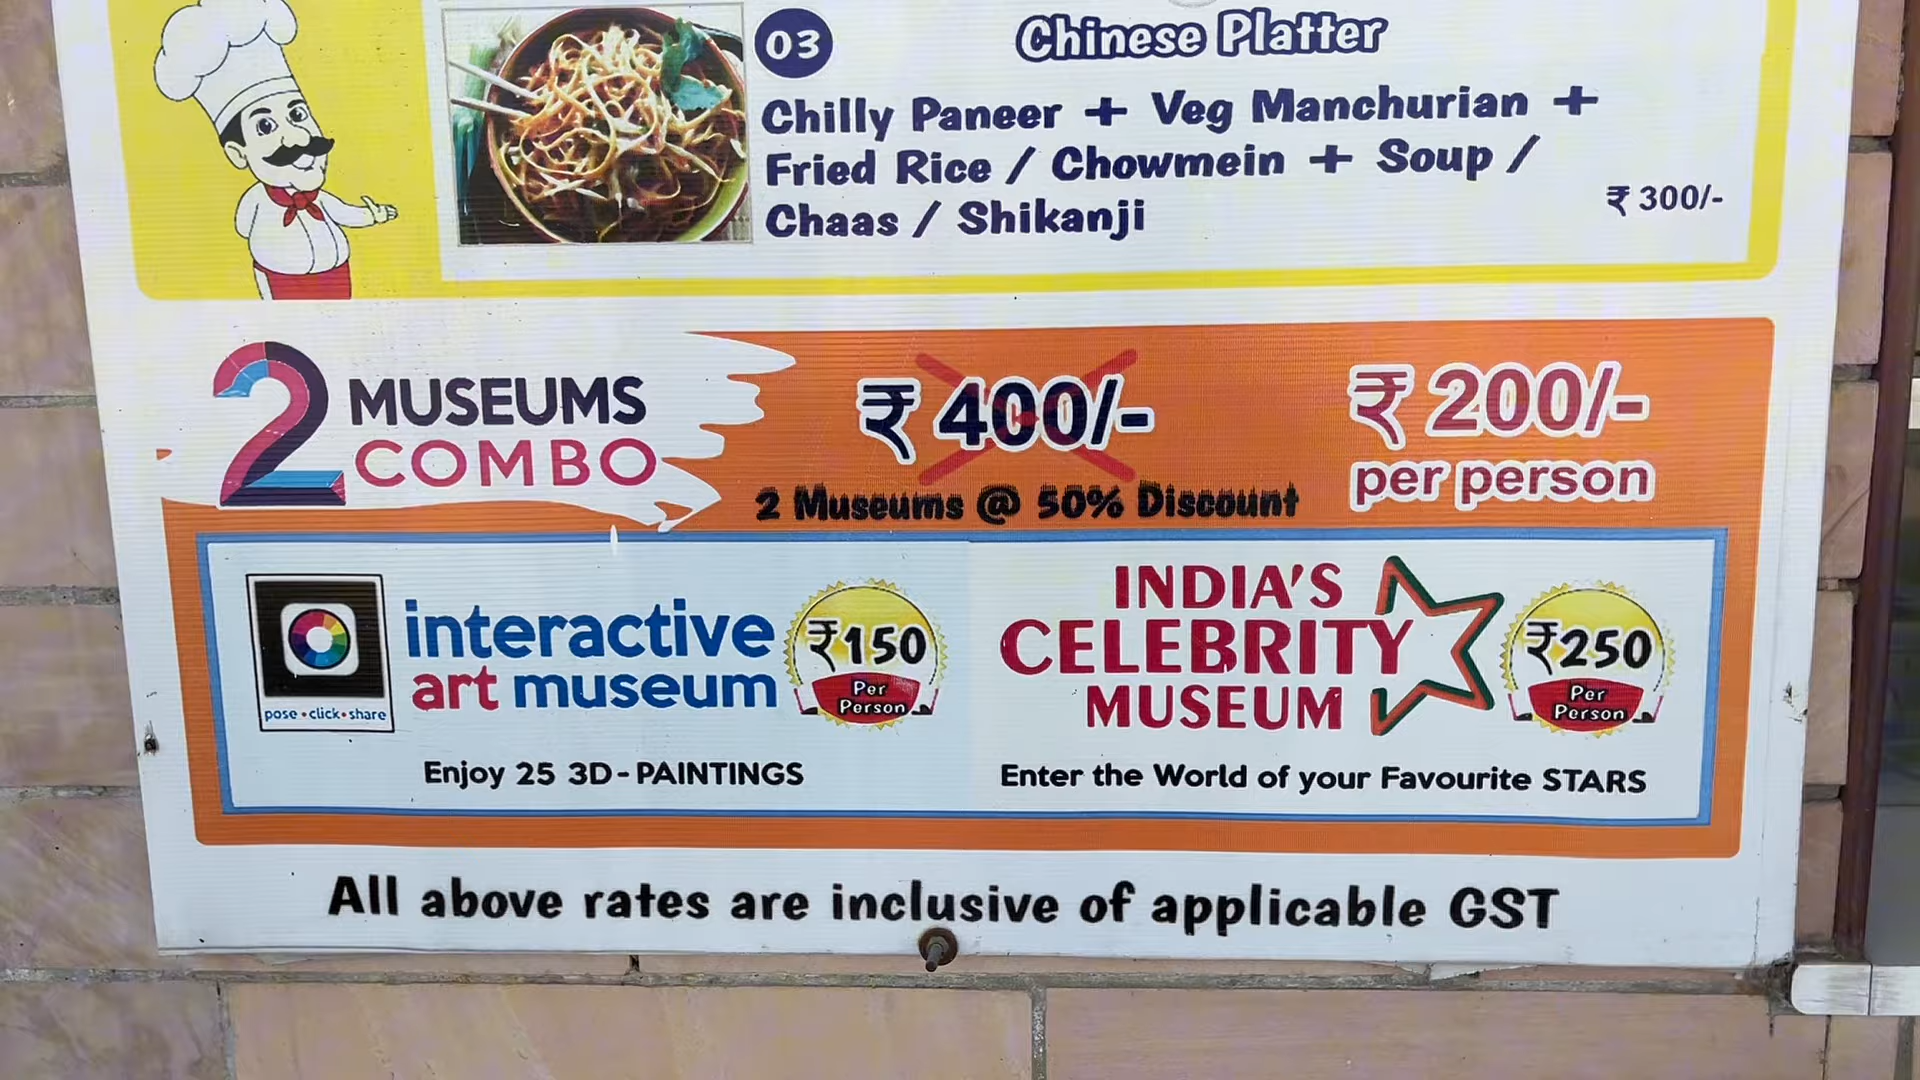 03
Chinese Platter
Chilly Paneer + Veg Manchurian +
Fried Rice / Chowmein + Soup /
Chaas / Shikanji
₹ 300/-
2 MUSEUMS
COMBO
₹ 400/-
2 Museums @ 50% Discount
₹ 200/-
per person
pose • click • share
interactive
art museum
₹150
Per
Person
Enjoy 25 3D-PAINTINGS
INDIA'S
CELEBRITY
MUSEUM
₹250
Per
Person
Enter the World of your Favourite STARS
All above rates are inclusive of applicable GST